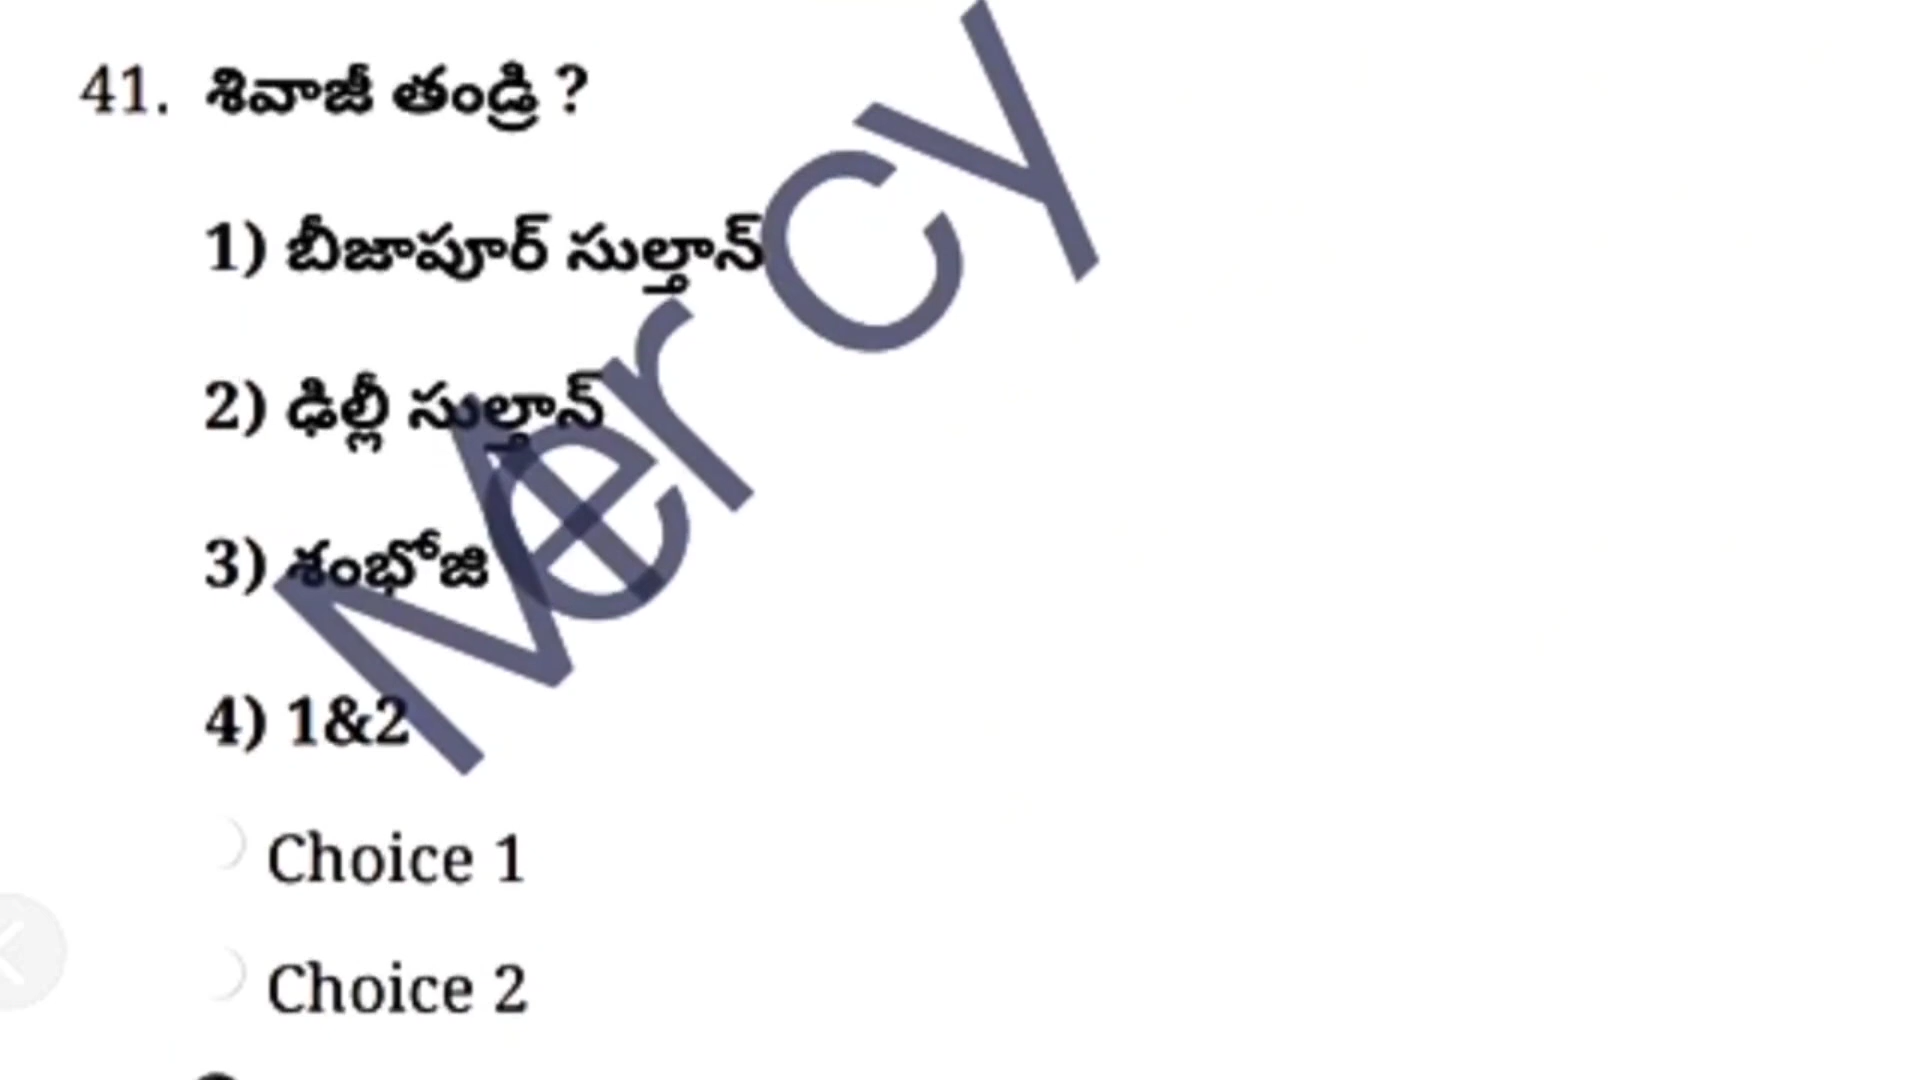 41. శివాజీ తండ్రి ?
1) బీజాపూర్ సుల్తాన్
2) ఢిల్లీ సుల్తాన్
3) శంభోజి
4) 1&2
Choice 1
Choice 2
Mercy